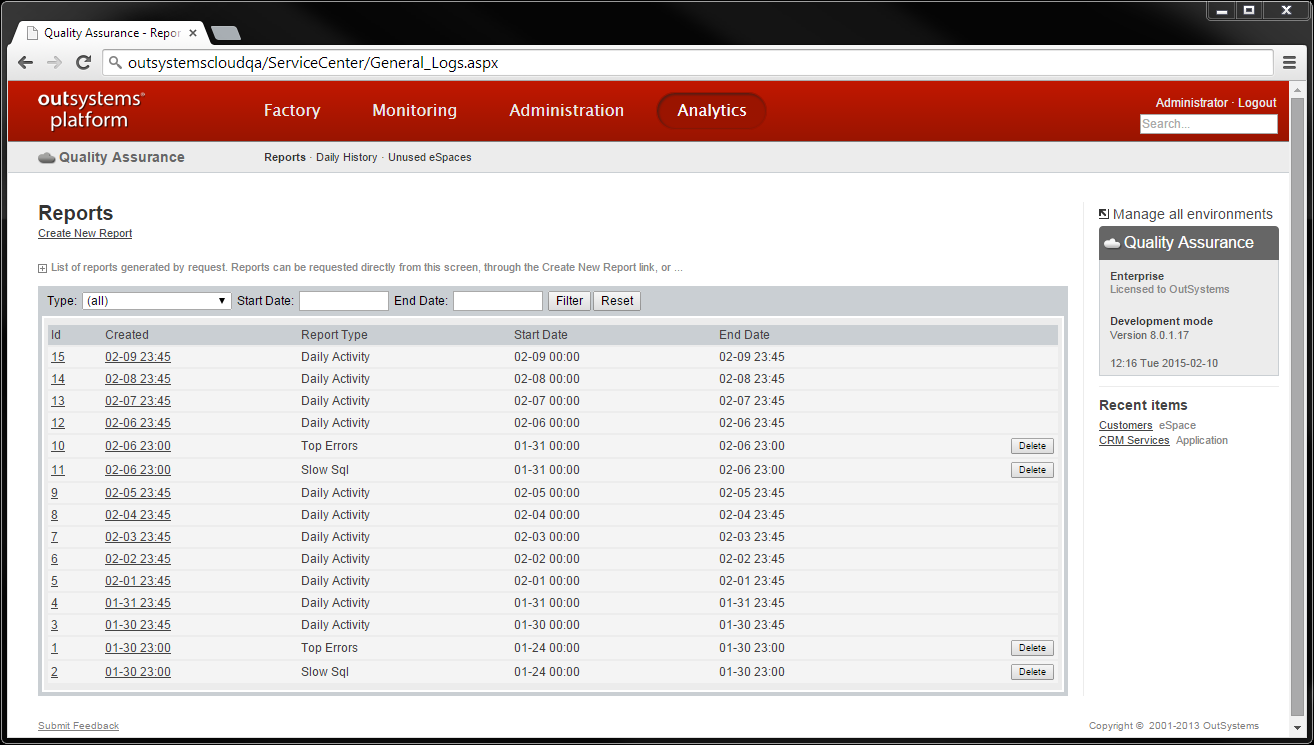 Quality Assurance - Repor
outsystemscloudqa/ServiceCenter/General_Logs.aspx
outsystems® platform
Factory Monitoring Administration Analytics
Administrator · Logout
Search...
Quality Assurance
Reports · Daily History · Unused eSpaces
Reports
Create New Report
List of reports generated by request. Reports can be requested directly from this screen, through the Create New Report link, or ...
Type: (all) Start Date: End Date: Filter Reset
Id Created Report Type Start Date End Date
15 02-09 23:45 Daily Activity 02-09 00:00 02-09 23:45
14 02-08 23:45 Daily Activity 02-08 00:00 02-08 23:45
13 02-07 23:45 Daily Activity 02-07 00:00 02-07 23:45
12 02-06 23:45 Daily Activity 02-06 00:00 02-06 23:45
10 02-06 23:00 Top Errors 01-31 00:00 02-06 23:00 Delete
11 02-06 23:00 Slow Sql 01-31 00:00 02-06 23:00 Delete
9 02-05 23:45 Daily Activity 02-05 00:00 02-05 23:45
8 02-04 23:45 Daily Activity 02-04 00:00 02-04 23:45
7 02-03 23:45 Daily Activity 02-03 00:00 02-03 23:45
6 02-02 23:45 Daily Activity 02-02 00:00 02-02 23:45
5 02-01 23:45 Daily Activity 02-01 00:00 02-01 23:45
4 01-31 23:45 Daily Activity 01-31 00:00 01-31 23:45
3 01-30 23:45 Daily Activity 01-30 00:00 01-30 23:45
1 01-30 23:00 Top Errors 01-24 00:00 01-30 23:00 Delete
2 01-30 23:00 Slow Sql 01-24 00:00 01-30 23:00 Delete
Manage all environments
Quality Assurance
Enterprise
Licensed to OutSystems
Development mode
Version 8.0.1.17
12:16 Tue 2015-02-10
Recent items
Customers eSpace
CRM Services Application
Submit Feedback
Copyright © 2001-2013 OutSystems